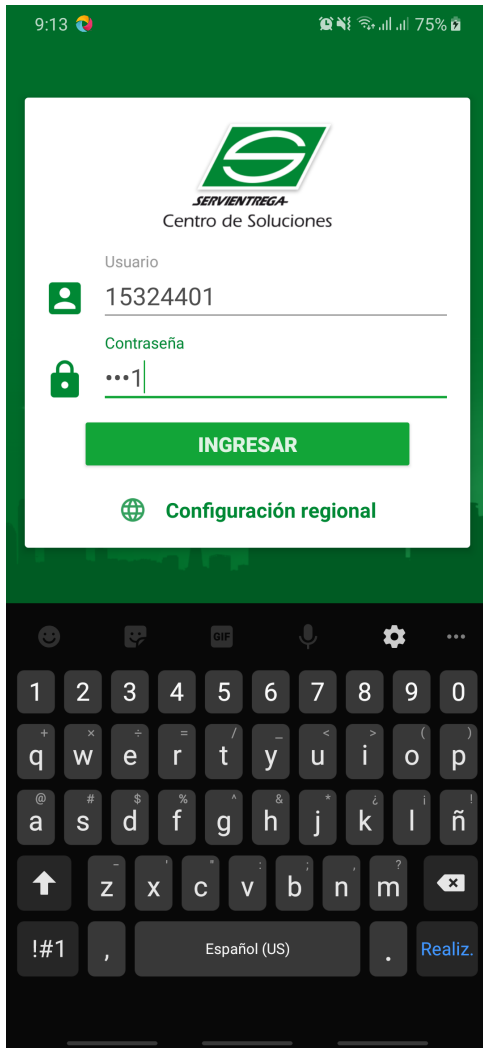 9:13 75%
SERVIENTREGA
Centro de Soluciones
Usuario
15324401
Contraseña
•••1
INGRESAR
Configuración regional
GIF
1 2 3 4 5 6 7 8 9 0
+ × ÷ = / _ < > ( )
q w e r t y u i o p
@ # $ % ^ & * ¿ ¡ !
a s d f g h j k l ñ
- ' " : ; , ?
z x c v b n m
!#1 , Español (US) . Realiz.